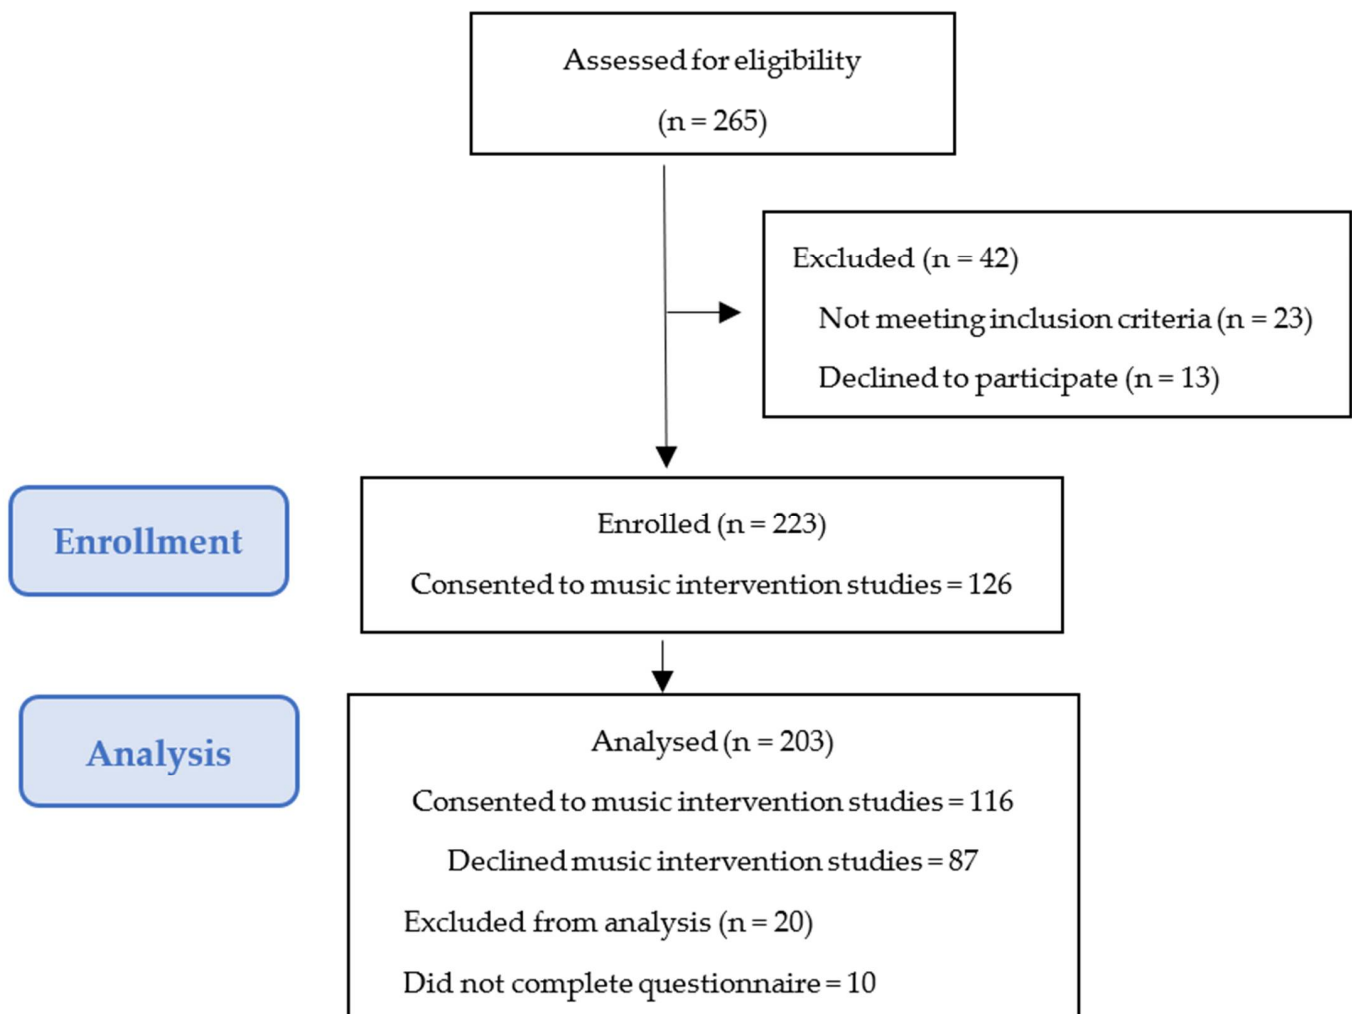 Assessed for eligibility
(n = 265)
Excluded (n = 42)
Not meeting inclusion criteria (n = 23)
Declined to participate (n = 13)
Enrollment
Enrolled (n = 223)
Consented to music intervention studies = 126
Analysis
Analysed (n = 203)
Consented to music intervention studies = 116
Declined music intervention studies = 87
Excluded from analysis (n = 20)
Did not complete questionnaire = 10